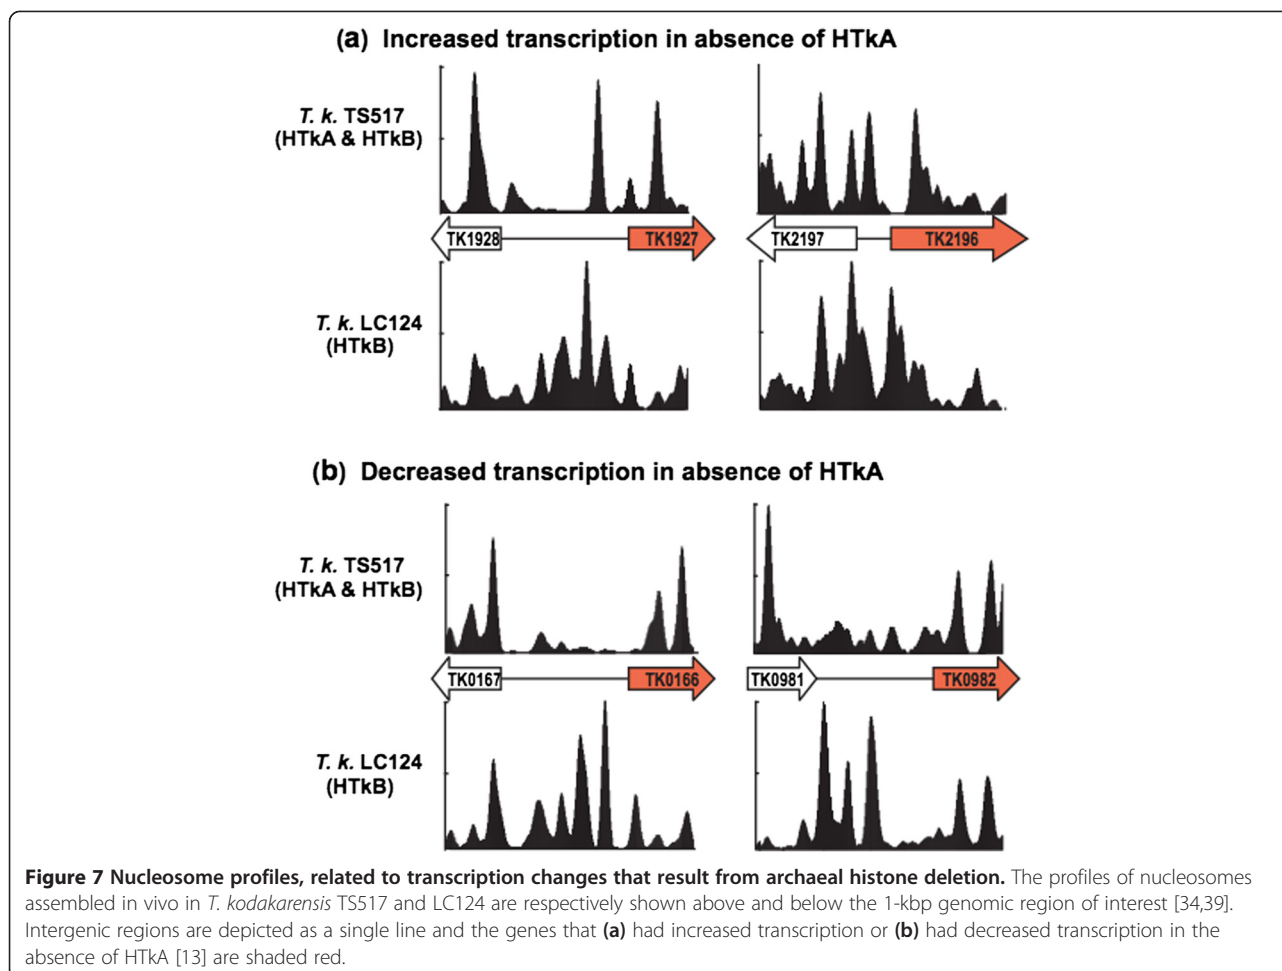 (a) Increased transcription in absence of HTkA
T. k. TS517
(HTkA & HTkB)
TK1928
TK1927
TK2197
TK2196
T. k. LC124
(HTkB)
(b) Decreased transcription in absence of HTkA
T. k. TS517
(HTkA & HTkB)
TK0167
TK0166
TK0981
TK0982
T. k. LC124
(HTkB)
Figure 7 Nucleosome profiles, related to transcription changes that result from archaeal histone deletion. The profiles of nucleosomes
assembled in vivo in T. kodakarensis TS517 and LC124 are respectively shown above and below the 1-kbp genomic region of interest [34,39].
Intergenic regions are depicted as a single line and the genes that (a) had increased transcription or (b) had decreased transcription in the
absence of HTkA [13] are shaded red.